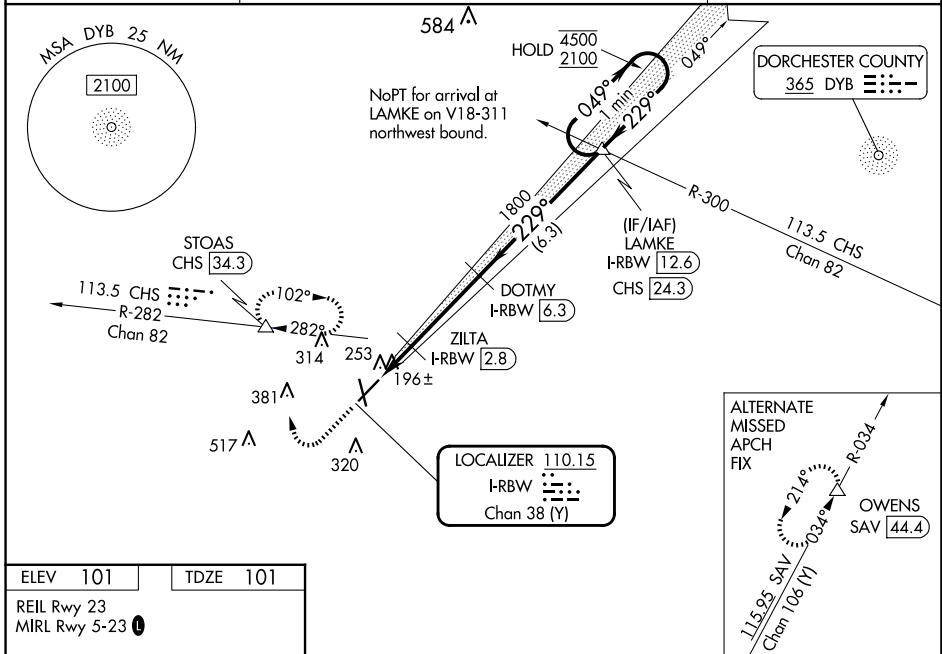 MSA DYB 25 NM
2100
584
HOLD 4500
2100
049°
1 min
229°
049°
NoPT for arrival at
LAMKE on V18-311
northwest bound.
DORCHESTER COUNTY
365 DYB
R-300
113.5 CHS
Chan 82
1800
229°
(6.3)
(IF/IAF)
LAMKE
I-RBW 12.6
CHS 24.3
STOAS
CHS 34.3
113.5 CHS
R-282
Chan 82
102°
282°
DOTMY
I-RBW 6.3
ZILTA
I-RBW 2.8
314
253
196±
381
517
320
LOCALIZER 110.15
I-RBW
Chan 38 (Y)
ALTERNATE
MISSED
APCH
FIX
R-034
214°
034°
OWENS
SAV 44.4
115.95 SAV
Chan 106 (Y)
ELEV 101
TDZE 101
REIL Rwy 23
MIRL Rwy 5-23 L